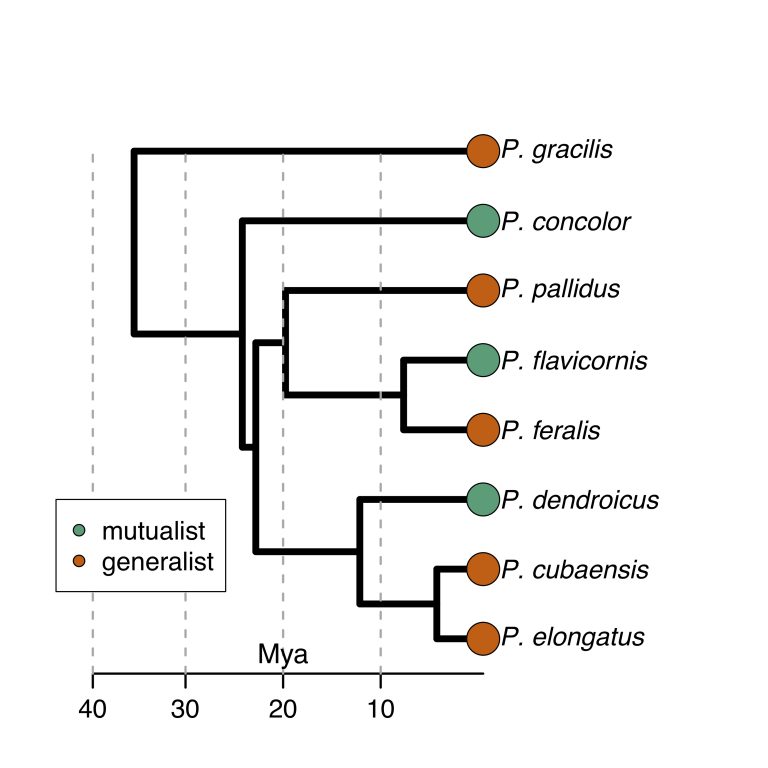 P. gracilis
P. concolor
P. pallidus
P. flavicornis
P. feralis
P. dendroicus
mutualist
generalist
P. cubaensis
P. elongatus
Mya
40 30 20 10